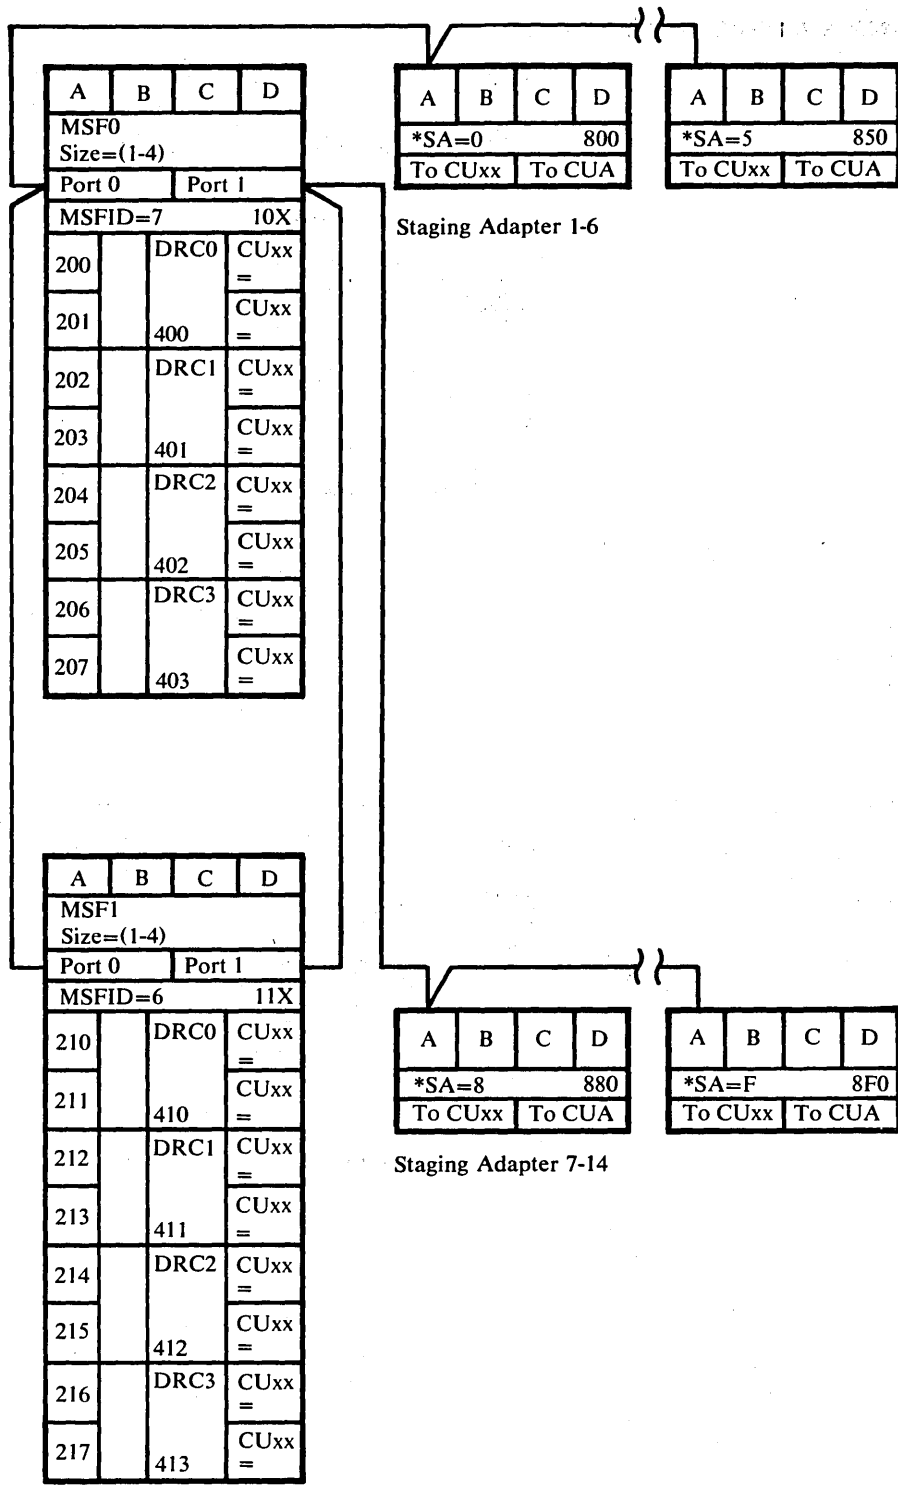 A B C D
MSF0
Size=(1-4)
Port 0 Port 1
MSFID=7 10X
200 DRC0 CUxx
=
201 CUxx
400 =
202 DRC1 CUxx
=
203 CUxx
401 =
204 DRC2 CUxx
=
205 CUxx
402 =
206 DRC3 CUxx
=
207 CUxx
403 =
A B C D
*SA=0 800
To CUxx To CUA
A B C D
*SA=5 850
To CUxx To CUA
Staging Adapter 1-6
A B C D
MSF1
Size=(1-4)
Port 0 Port 1
MSFID=6 11X
210 DRC0 CUxx
=
211 CUxx
410 =
212 DRC1 CUxx
=
213 CUxx
411 =
214 DRC2 CUxx
=
215 CUxx
412 =
216 DRC3 CUxx
=
217 CUxx
413 =
A B C D
*SA=8 880
To CUxx To CUA
A B C D
*SA=F 8F0
To CUxx To CUA
Staging Adapter 7-14